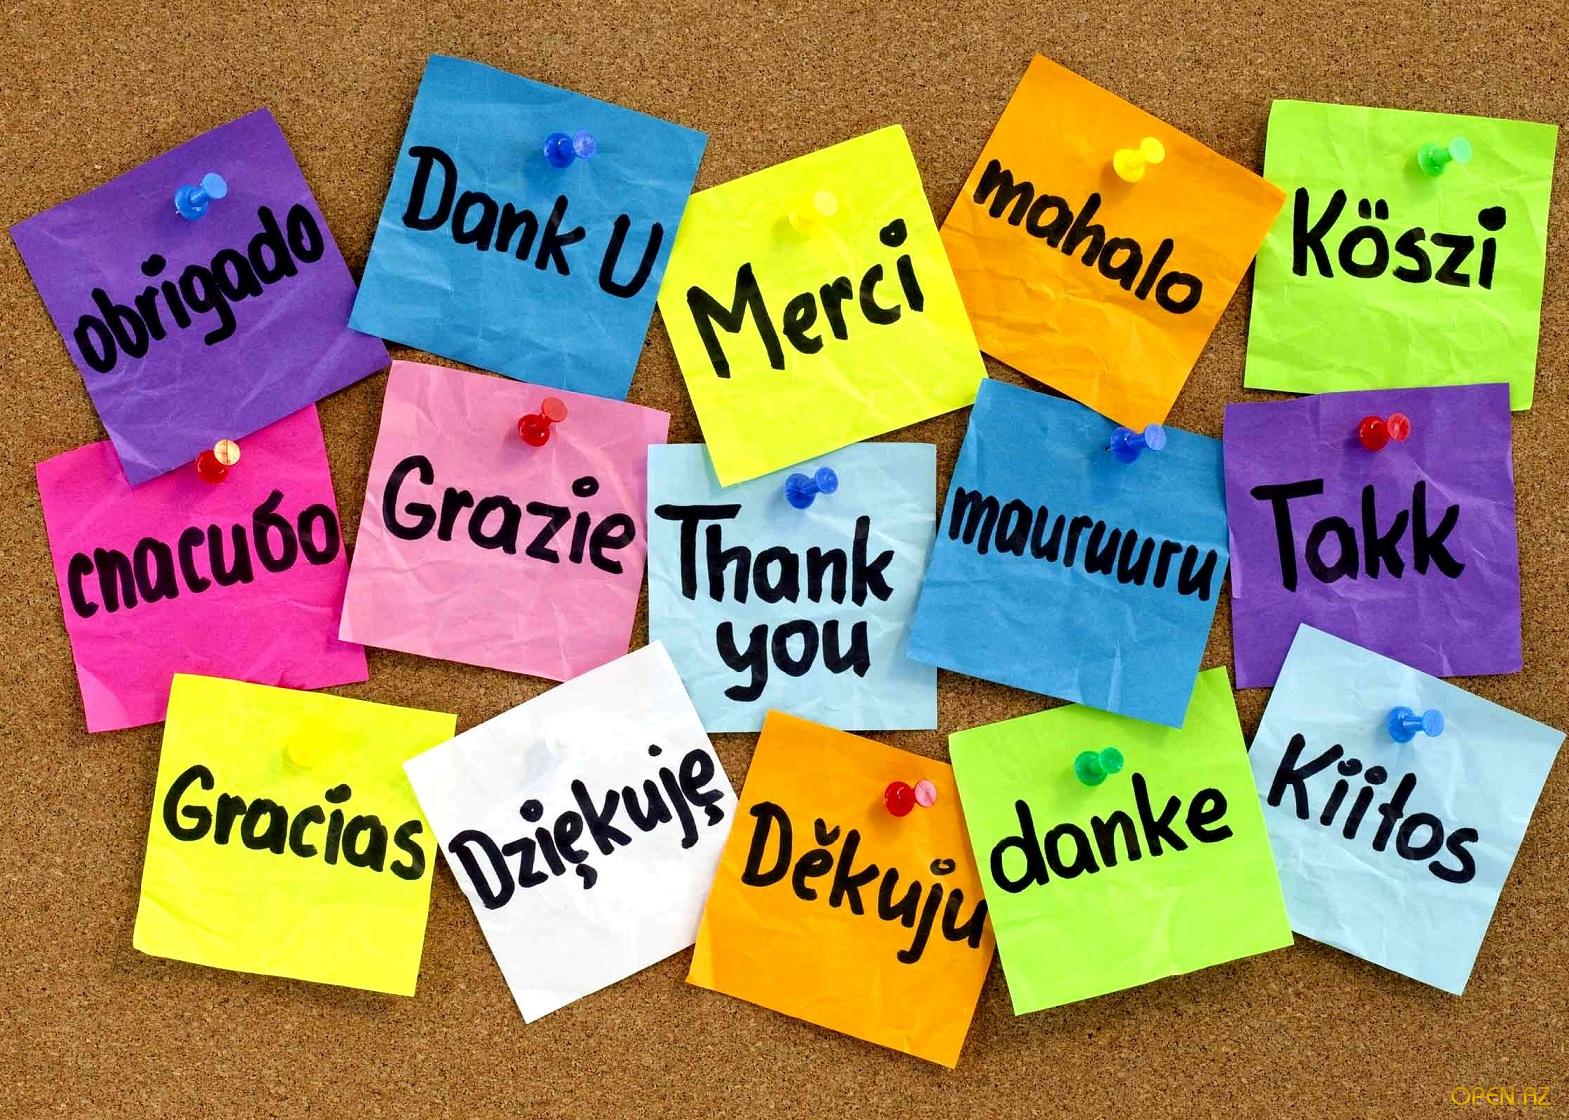 obrigado
Dank U
Merci
mahalo
Köszi
спасибо
Grazie
Thank
you
mauruuru
Takk
Gracias
Dziękuję
Děkuju
danke
Kiitos
OPEN.AZ